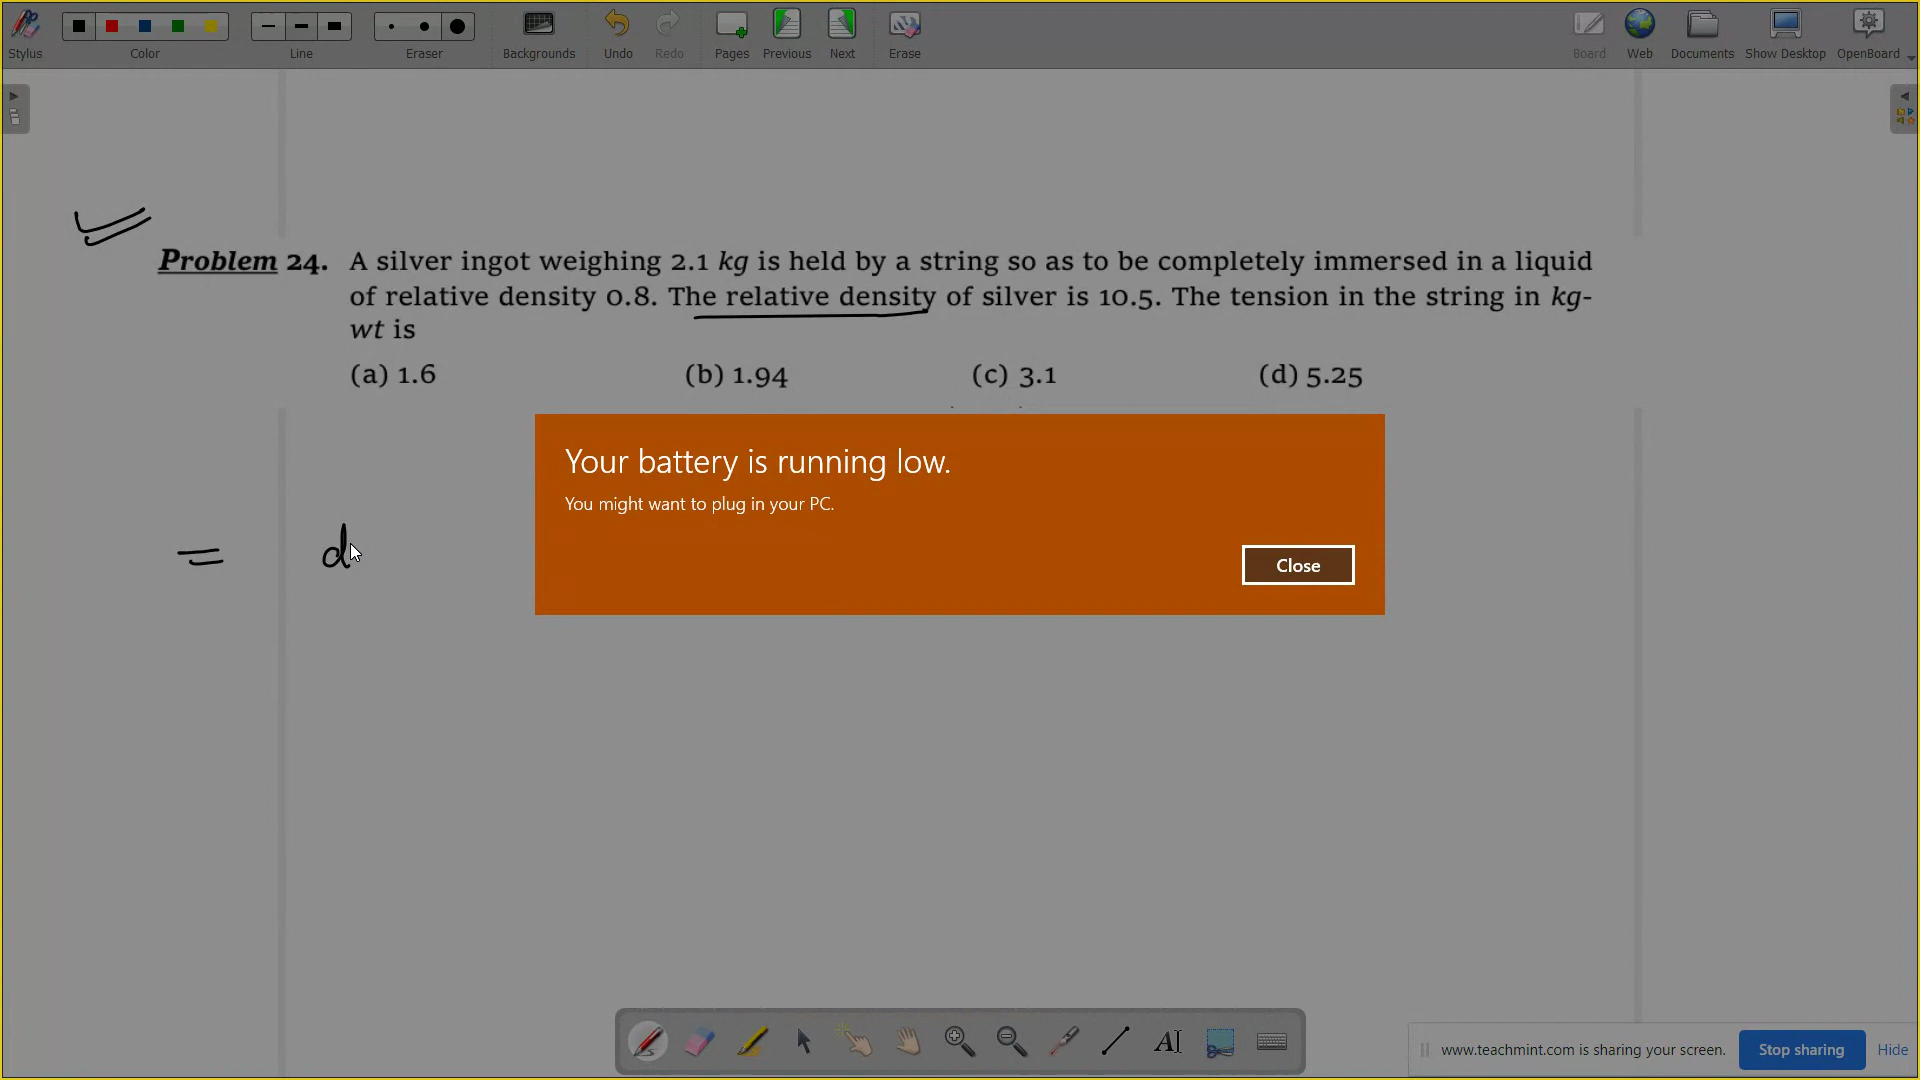 Stylus
Color
Line
Eraser
Backgrounds
Undo
Redo
Pages
Previous
Next
Erase
Board
Web
Documents
Show Desktop
OpenBoard
Problem 24. A silver ingot weighing 2.1 kg is held by a string so as to be completely immersed in a liquid
of relative density 0.8. The relative density of silver is 10.5. The tension in the string in kg-
wt is
(a) 1.6 (b) 1.94 (c) 3.1 (d) 5.25
Your battery is running low.
You might want to plug in your PC.
Close
= d
AI
www.teachmint.com is sharing your screen.
Stop sharing
Hide